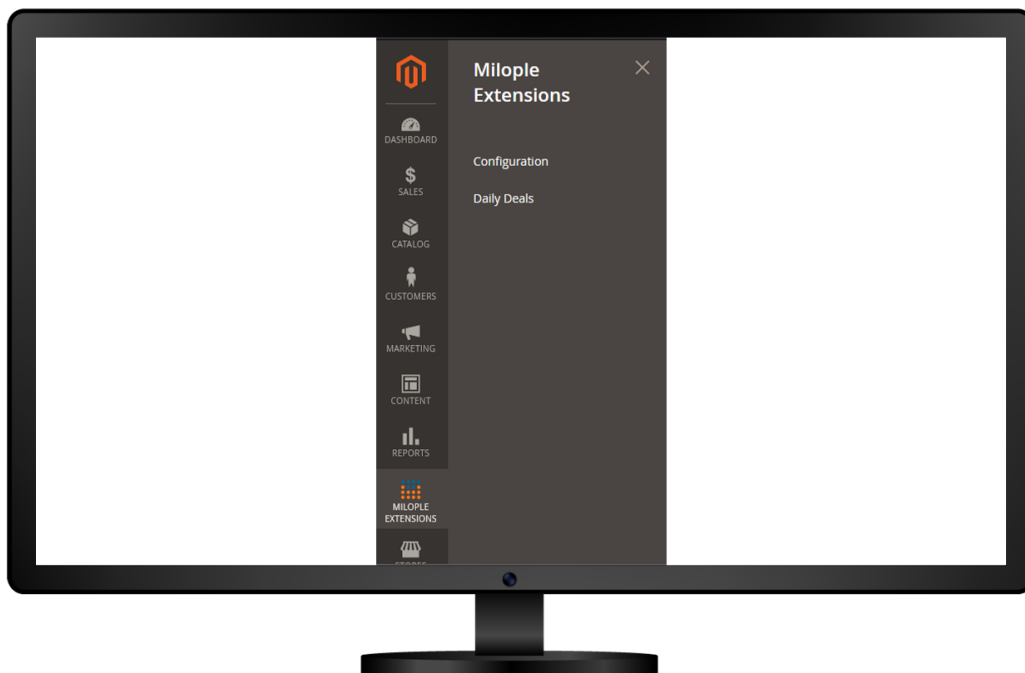 DASHBOARD
SALES
CATALOG
CUSTOMERS
MARKETING
CONTENT
REPORTS
MILOPLE
EXTENSIONS
Milople
Extensions
Configuration
Daily Deals